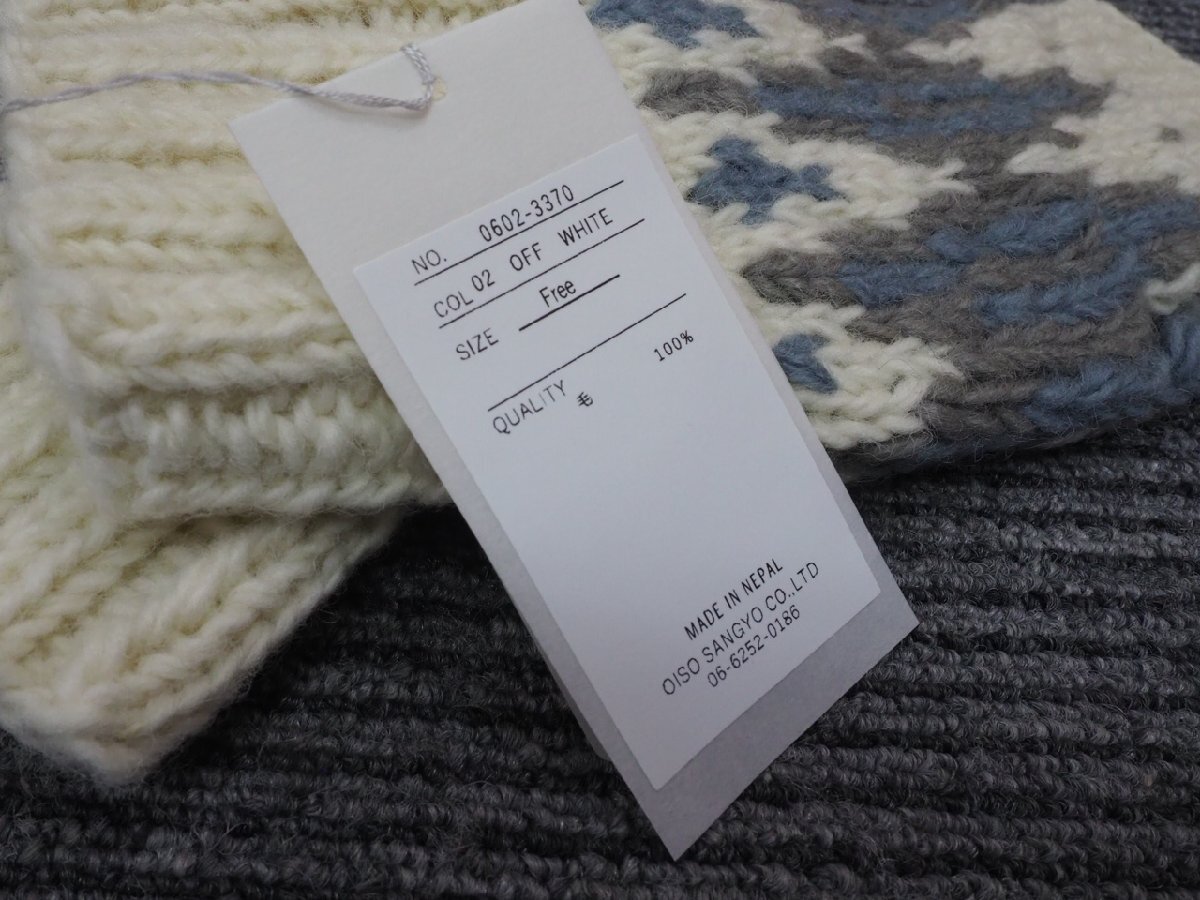 NO. 0602-3370
COL 02 OFF WHITE
SIZE Free
QUALITY 毛 100%
MADE IN NEPAL
OISO SANGYO CO.,LTD
06-6252-0186